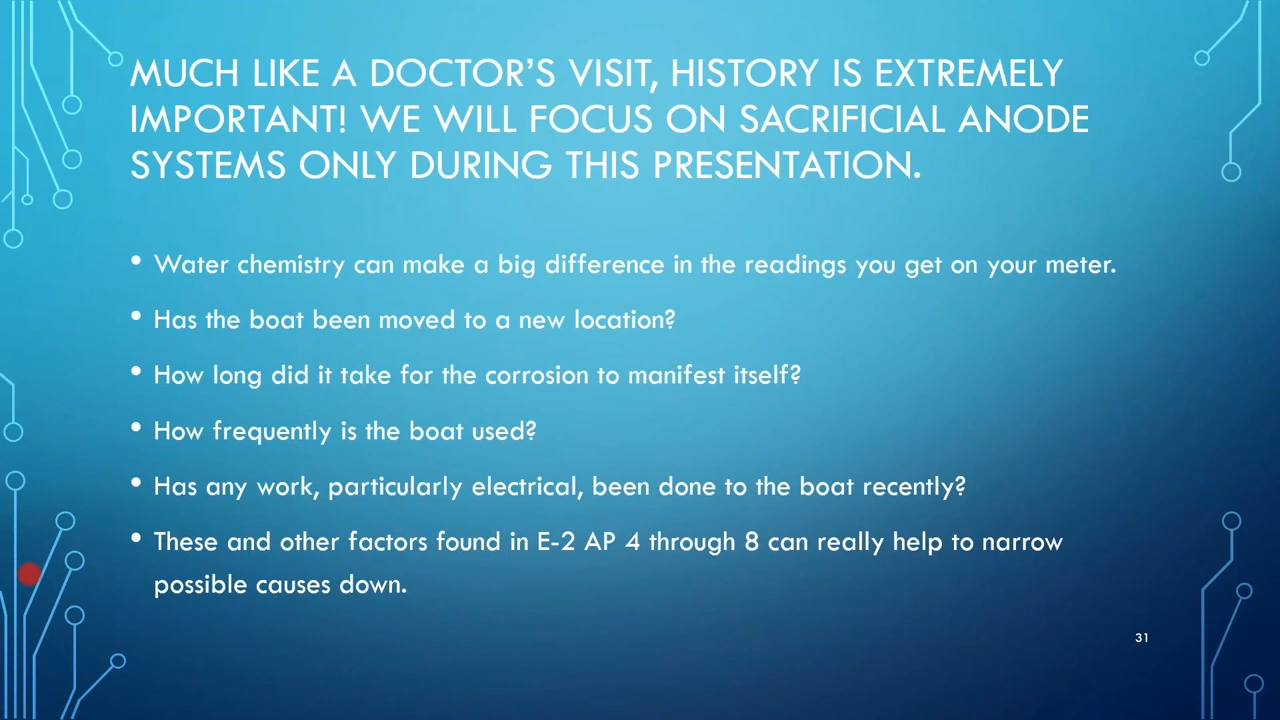 MUCH LIKE A DOCTOR’S VISIT, HISTORY IS EXTREMELY
IMPORTANT! WE WILL FOCUS ON SACRIFICIAL ANODE
SYSTEMS ONLY DURING THIS PRESENTATION.
• Water chemistry can make a big difference in the readings you get on your meter.
• Has the boat been moved to a new location?
• How long did it take for the corrosion to manifest itself?
• How frequently is the boat used?
• Has any work, particularly electrical, been done to the boat recently?
• These and other factors found in E-2 AP 4 through 8 can really help to narrow
possible causes down.
31